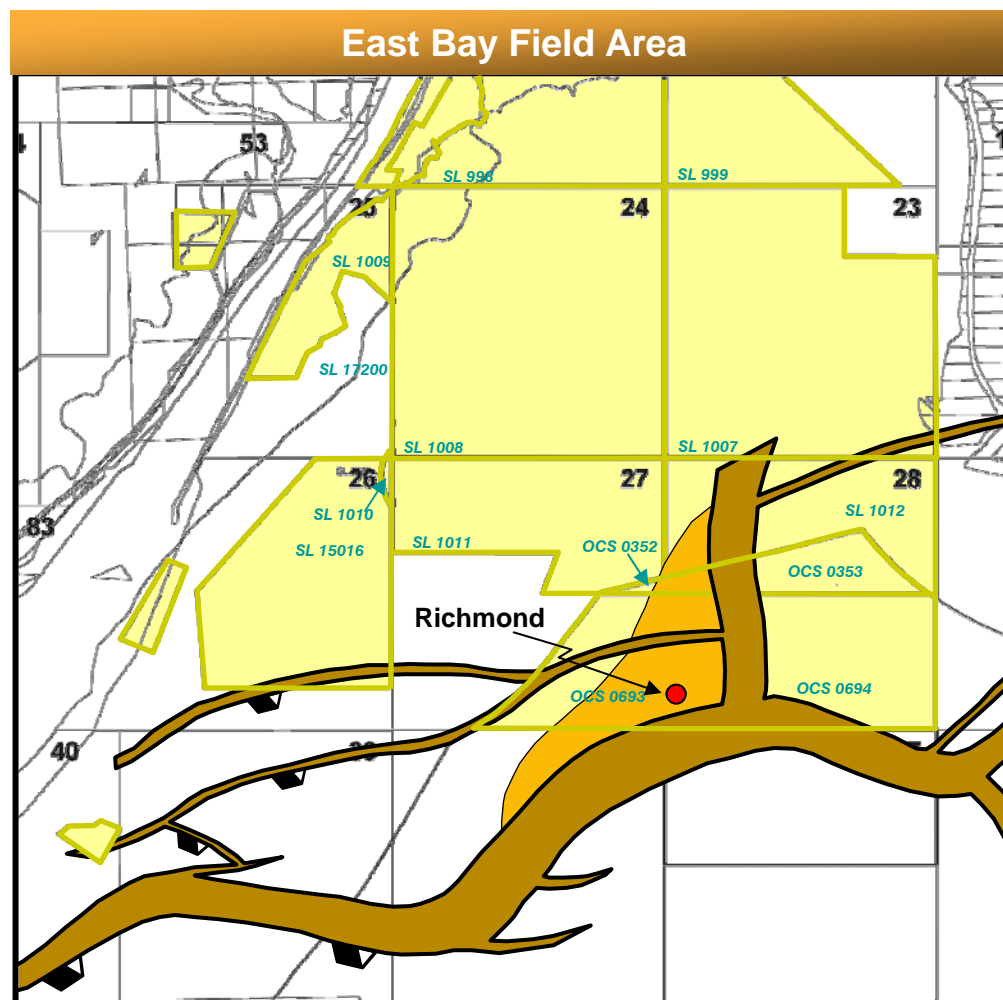 East Bay Field Area
53
SL 998
SL 999
25
24
23
SL 1009
SL 17200
SL 1008
SL 1007
26
27
28
SL 1010
SL 1012
83
SL 15016
SL 1011
OCS 0352
OCS 0353
Richmond
OCS 0693
OCS 0694
40